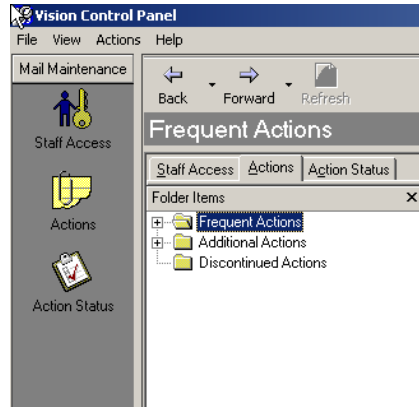 Vision Control Panel
File View Actions Help
Mail Maintenance
Staff Access
Actions
Action Status
Back Forward Refresh
Frequent Actions
Staff Access Actions Action Status
Folder Items
Frequent Actions
Additional Actions
Discontinued Actions